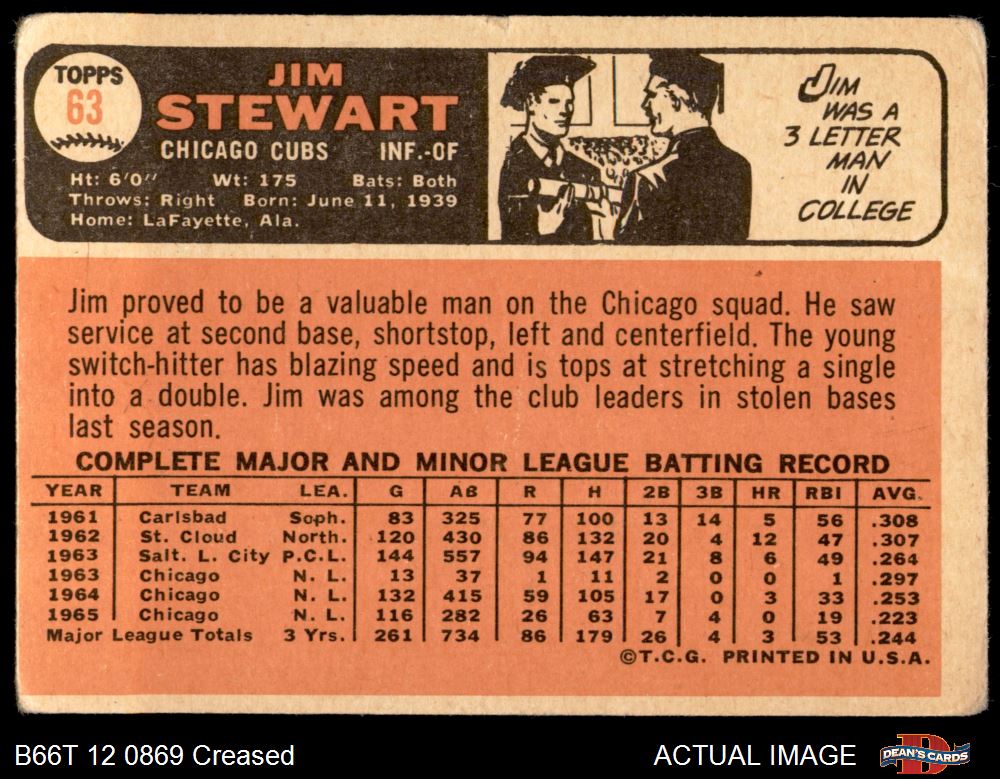 TOPPS
63
JIM
STEWART
CHICAGO CUBS INF.-OF
Ht: 6'0" Wt: 175 Bats: Both
Throws: Right Born: June 11, 1939
Home: LaFayette, Ala.
JIM
WAS A
3 LETTER
MAN
IN
COLLEGE
Jim proved to be a valuable man on the Chicago squad. He saw
service at second base, shortstop, left and centerfield. The young
switch-hitter has blazing speed and is tops at stretching a single
into a double. Jim was among the club leaders in stolen bases
last season.
COMPLETE MAJOR AND MINOR LEAGUE BATTING RECORD
YEAR TEAM LEA. G AB R H 2B 3B HR RBI AVG.
1961 Carlsbad Soph. 83 325 77 100 13 14 5 56 .308
1962 St. Cloud North. 120 430 86 132 20 4 12 47 .307
1963 Salt. L. City P.C.L. 144 557 94 147 21 8 6 49 .264
1963 Chicago N. L. 13 37 1 11 2 0 0 1 .297
1964 Chicago N. L. 132 415 59 105 17 0 3 33 .253
1965 Chicago N. L. 116 282 26 63 7 4 0 19 .223
Major League Totals 3 Yrs. 261 734 86 179 26 4 3 53 .244
©T.C.G. PRINTED IN U.S.A.
B66T 12 0869 Creased
ACTUAL IMAGE
DEAN'S CARDS